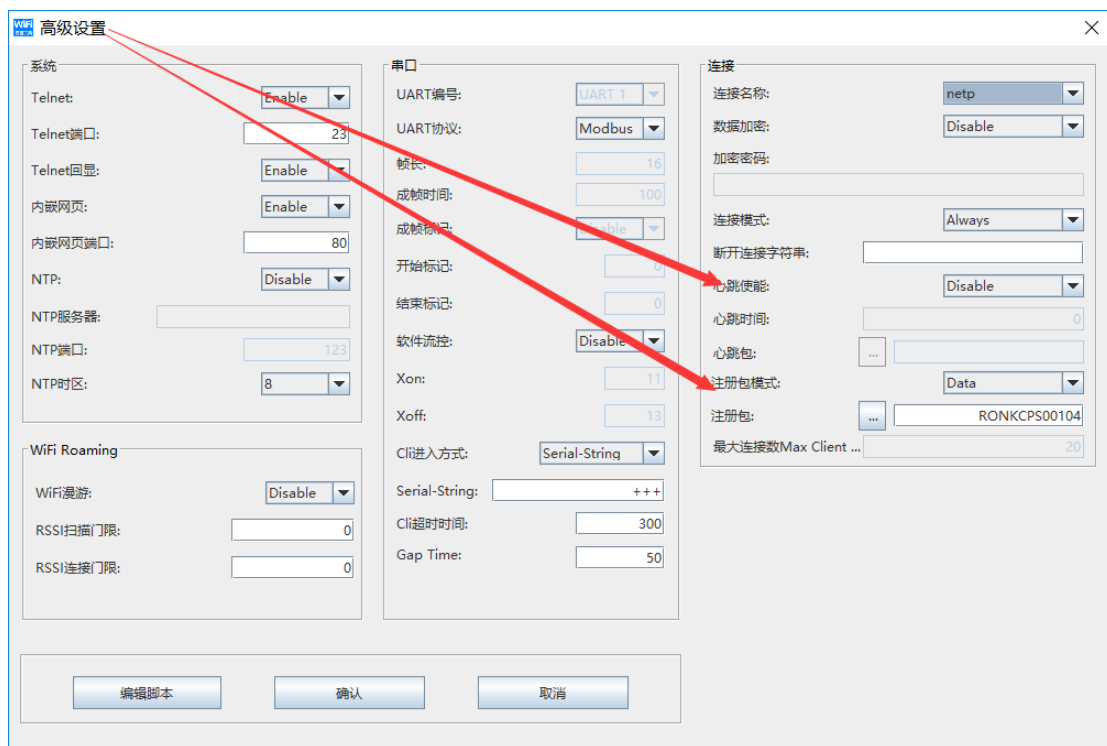 高级设置
系统
Telnet: Enable
Telnet端口: 23
Telnet回显: Enable
内嵌网页: Enable
内嵌网页端口: 80
NTP: Disable
NTP服务器:
NTP端口: 123
NTP时区: 8
WiFi Roaming
WiFi漫游: Disable
RSSI扫描门限: 0
RSSI连接门限: 0
串口
UART编号: UART 1
UART协议: Modbus
帧长: 16
成帧时间: 100
成帧标记: Disable
开始标记: 0
结束标记: 0
软件流控: Disable
Xon: 11
Xoff: 13
Cli进入方式: Serial-String
Serial-String: +++
Cli超时时间: 300
Gap Time: 50
连接
连接名称: netp
数据加密: Disable
加密密码:
连接模式: Always
断开连接字符串:
心跳使能: Disable
心跳时间: 0
心跳包: ...
注册包模式: Data
注册包: ... RONKCPS00104
最大连接数Max Client ... 20
编辑脚本 确认 取消